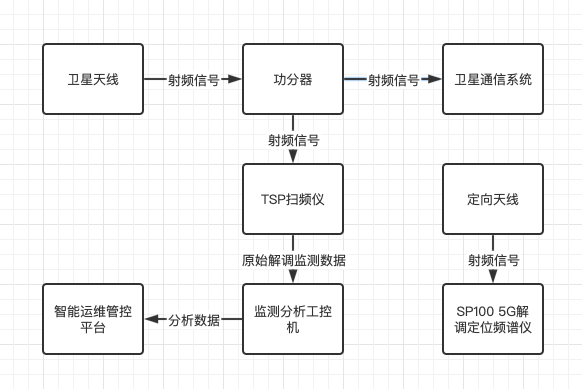 卫星天线
射频信号
功分器
射频信号
卫星通信系统
射频信号
TSP扫频仪
定向天线
原始解调监测数据
射频信号
智能运维管控
平台
分析数据
监测分析工控
机
SP100 5G解
调定位频谱仪